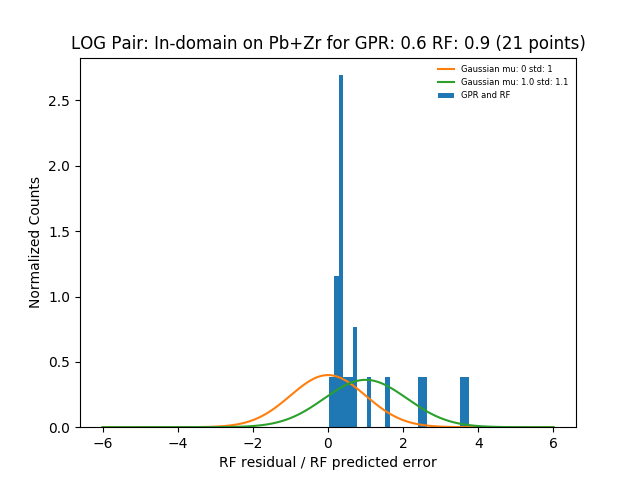 LOG Pair: In-domain on Pb+Zr for GPR: 0.6 RF: 0.9 (21 points)
Gaussian mu: 0 std: 1
Gaussian mu: 1.0 std: 1.1
GPR and RF
Normalized Counts
2.5
2.0
1.5
1.0
0.5
0.0
−6 −4 −2 0 2 4 6
RF residual / RF predicted error